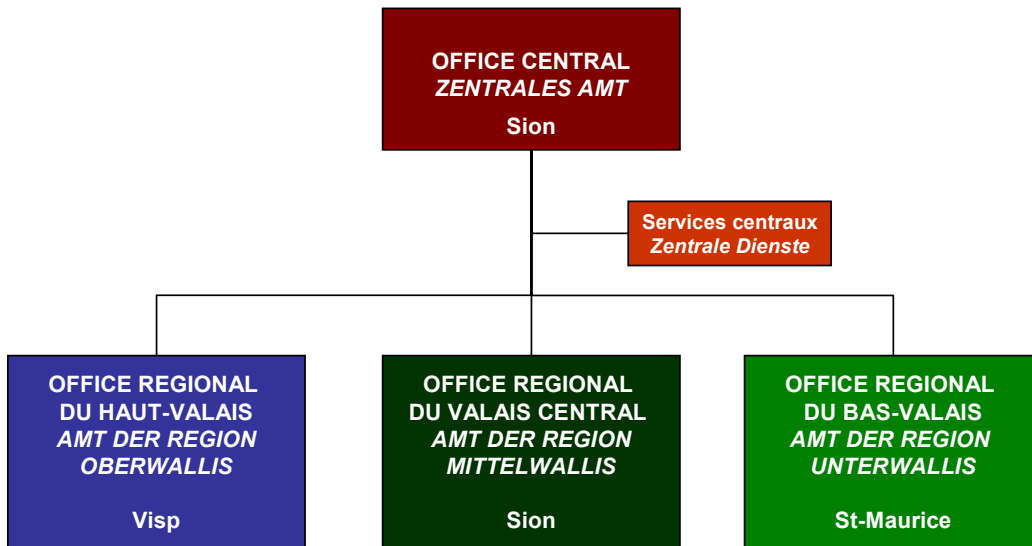 OFFICE CENTRAL
ZENTRALES AMT
Sion
Services centraux
Zentrale Dienste
OFFICE REGIONAL
DU HAUT-VALAIS
AMT DER REGION
OBERWALLIS
Visp
OFFICE REGIONAL
DU VALAIS CENTRAL
AMT DER REGION
MITTELWALLIS
Sion
OFFICE REGIONAL
DU BAS-VALAIS
AMT DER REGION
UNTERWALLIS
St-Maurice